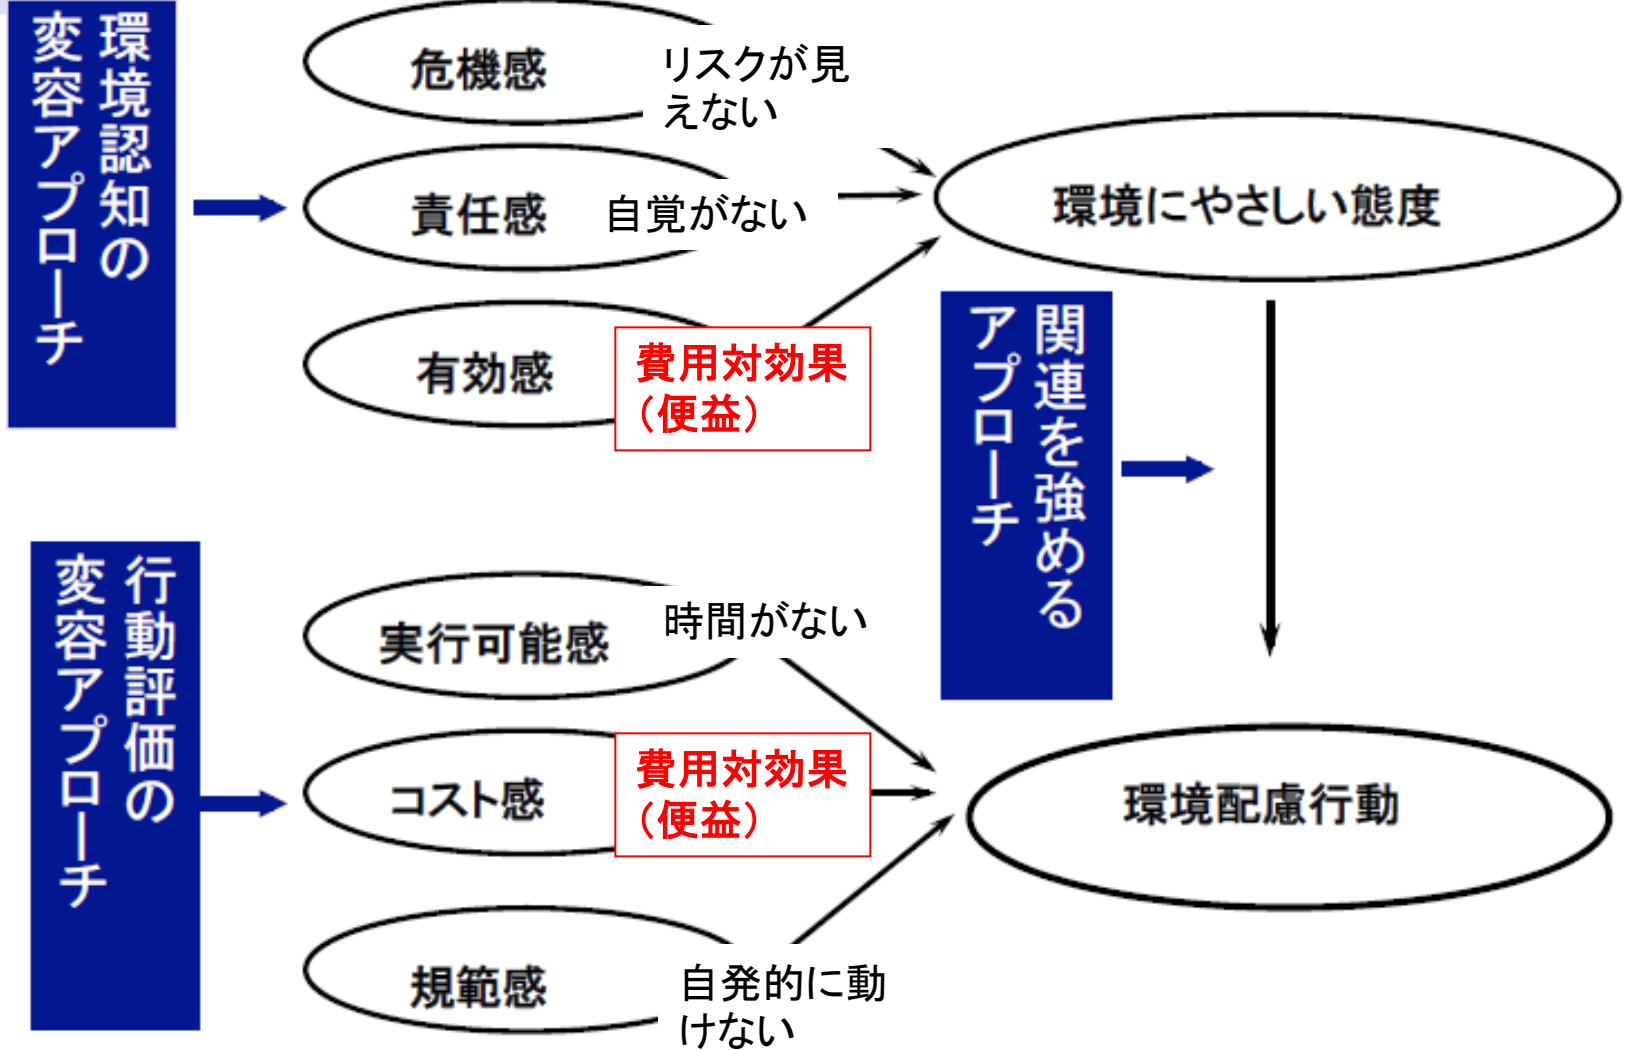 環境認知の
変容アプローチ
危機感
リスクが見
えない
責任感
自覚がない
有効感
費用対効果
（便益）
環境にやさしい態度
関連を強める
アプローチ
行動評価の
変容アプローチ
実行可能感
時間がない
コスト感
費用対効果
（便益）
規範感
自発的に動
けない
環境配慮行動